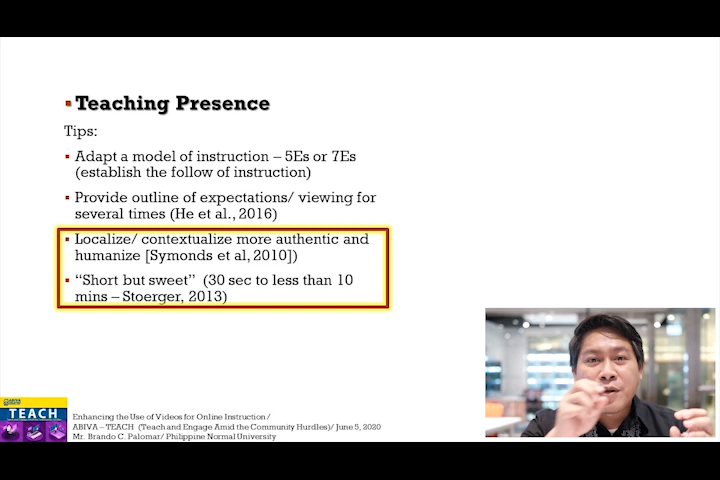 Teaching Presence
Tips:
Adapt a model of instruction – 5Es or 7Es
(establish the follow of instruction)
Provide outline of expectations/ viewing for
several times (He et al., 2016)
Localize/ contextualize more authentic and
humanize [Symonds et al, 2010])
“Short but sweet” (30 sec to less than 10
mins – Stoerger, 2013)
TEACH
Enhancing the Use of Videos for Online Instruction /
ABIVA – TEACH (Teach and Engage Amid the Community Hurdles)/ June 5, 2020
Mr. Brando C. Palomar/ Philippine Normal University